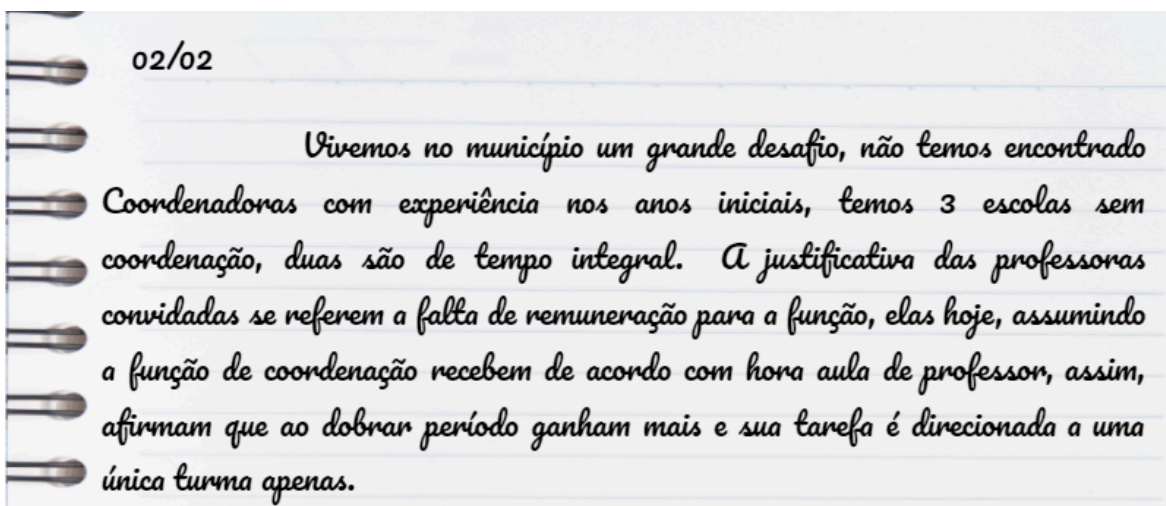 02/02
Vivemos no município um grande desafio, não temos encontrado
Coordenadoras com experiência nos anos iniciais, temos 3 escolas sem
coordenação, duas são de tempo integral. A justificativa das professoras
convidadas se referem a falta de remuneração para a função, elas hoje, assumindo
a função de coordenação recebem de acordo com hora aula de professor, assim,
afirmam que ao dobrar período ganham mais e sua tarefa é direcionada a uma
única turma apenas.